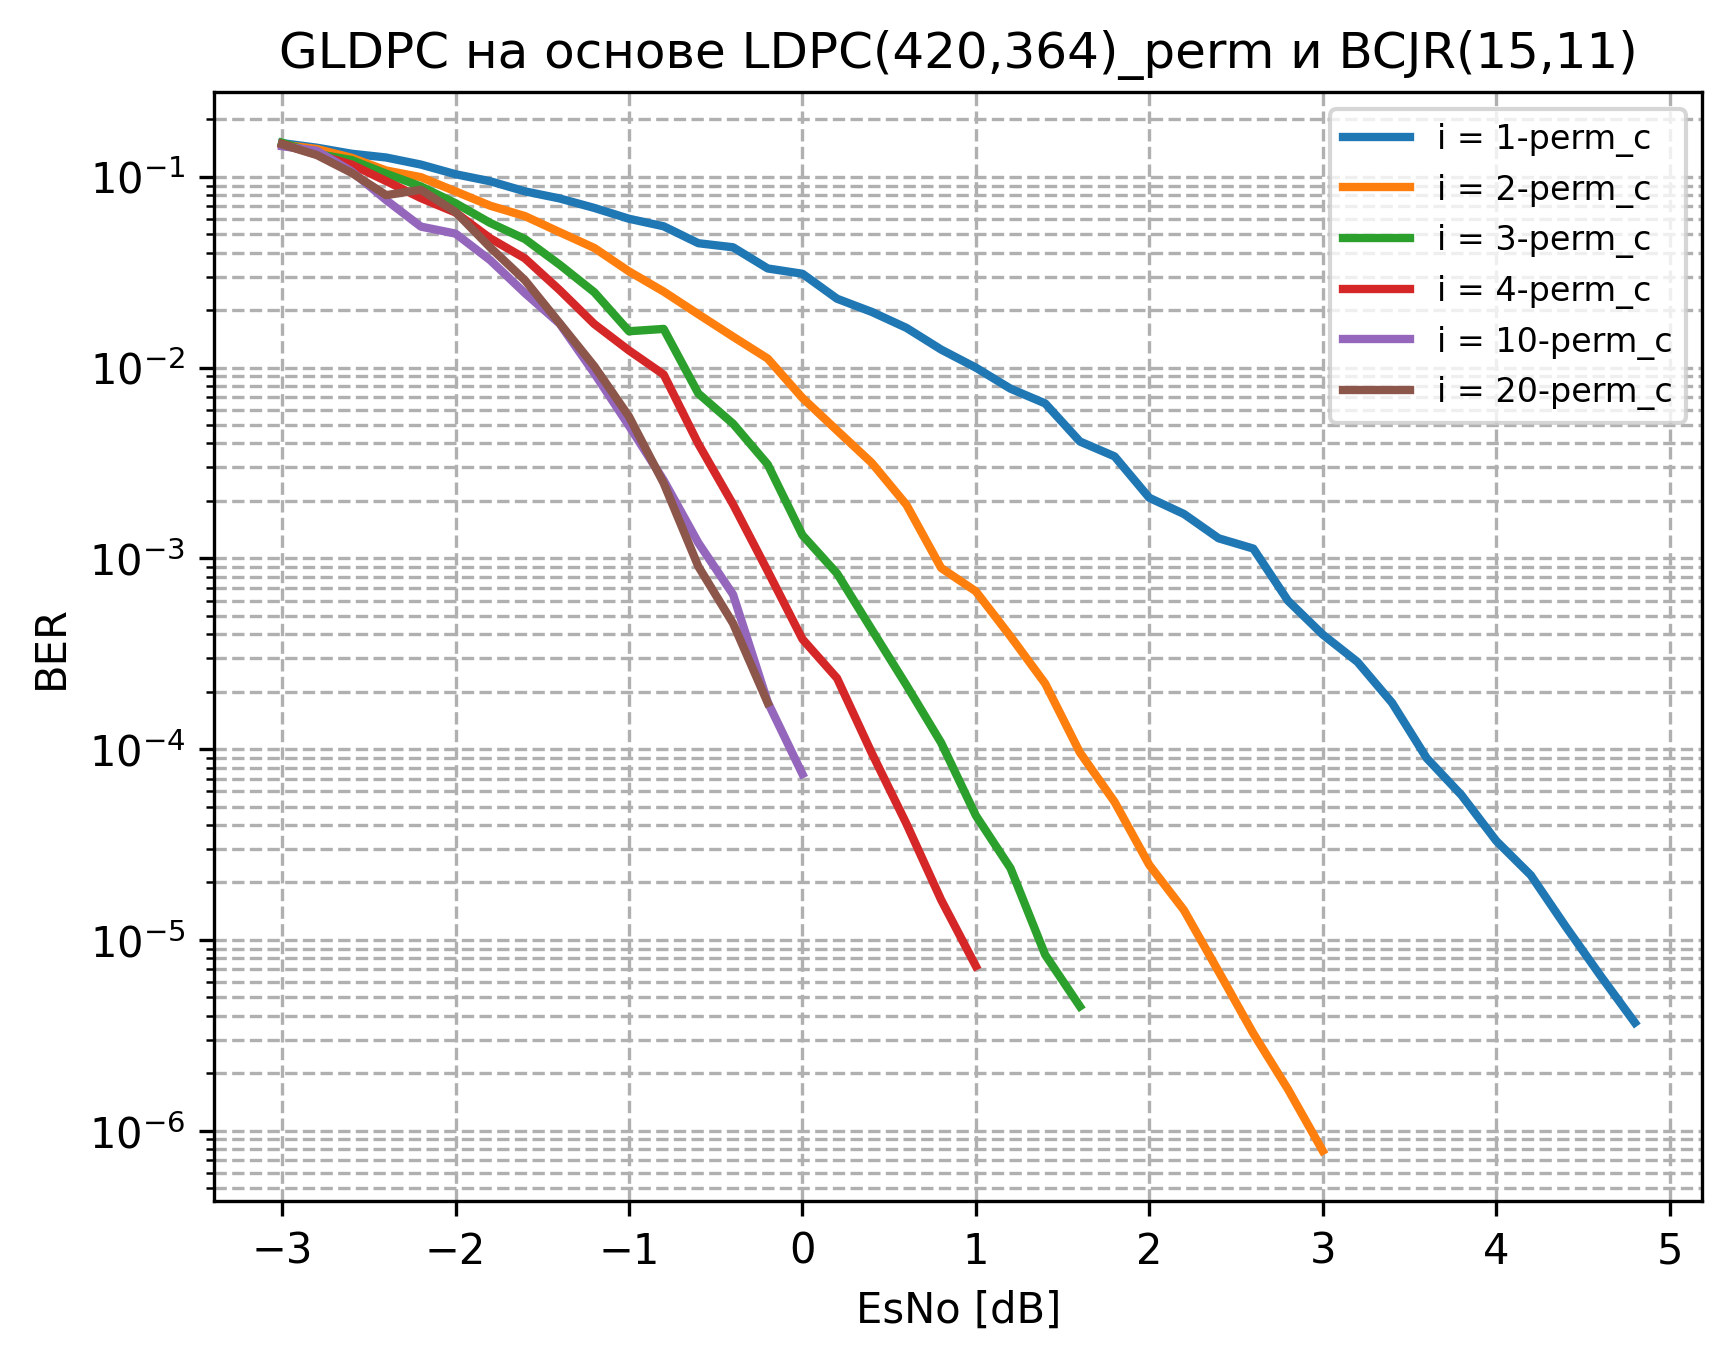 GLDPC на основе LDPC(420,364)_perm и BCJR(15,11)
i = 1-perm_c
i = 2-perm_c
i = 3-perm_c
i = 4-perm_c
i = 10-perm_c
i = 20-perm_c
BER
10⁻¹
10⁻²
10⁻³
10⁻⁴
10⁻⁵
10⁻⁶
−3 −2 −1 0 1 2 3 4 5
EsNo [dB]